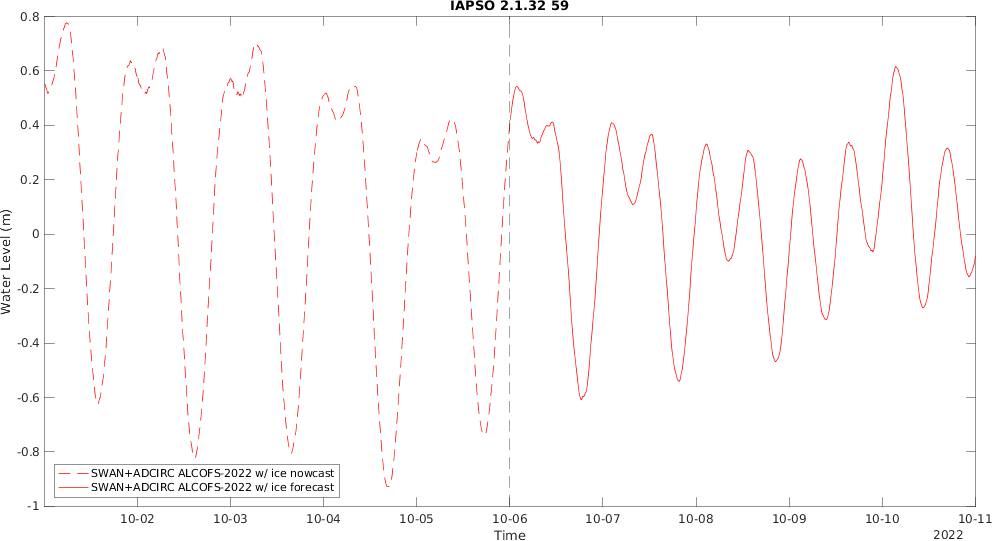 IAPSO 2.1.32 59
Water Level (m)
0.8
0.6
0.4
0.2
0
-0.2
-0.4
-0.6
-0.8
-1
SWAN+ADCIRC ALCOFS-2022 w/ ice nowcast
SWAN+ADCIRC ALCOFS-2022 w/ ice forecast
10-02 10-03 10-04 10-05 10-06 10-07 10-08 10-09 10-10 10-11
Time
2022